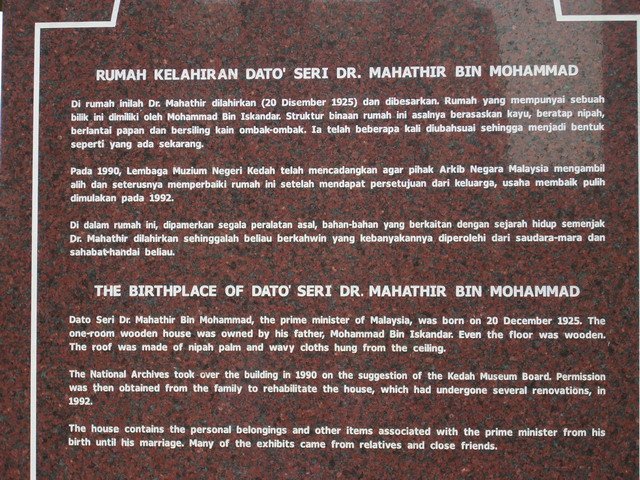 RUMAH KELAHIRAN DATO' SERI DR. MAHATHIR BIN MOHAMMAD
Di rumah inilah Dr. Mahathir dilahirkan (20 Disember 1925) dan dibesarkan. Rumah yang mempunyai sebuah
bilik ini dimiliki oleh Mohammad Bin Iskandar. Struktur binaan rumah ini asalnya berasaskan kayu, beratap nipah,
berlantai papan dan bersiling kain ombak-ombak. Ia telah beberapa kali diubahsuai sehingga menjadi bentuk
seperti yang ada sekarang.
Pada 1990, Lembaga Muzium Negeri Kedah telah mencadangkan agar pihak Arkib Negara Malaysia mengambil
alih dan seterusnya memperbaiki rumah ini setelah mendapat persetujuan dari keluarga, usaha membaik pulih
dimulakan pada 1992.
Di dalam rumah ini, dipamerkan segala peralatan asal, bahan-bahan yang berkaitan dengan sejarah hidup semenjak
Dr. Mahathir dilahirkan sehinggalah beliau berkahwin yang kebanyakannya diperolehi dari saudara-mara dan
sahabat-handai beliau.
THE BIRTHPLACE OF DATO' SERI DR. MAHATHIR BIN MOHAMMAD
Dato Seri Dr. Mahathir Bin Mohammad, the prime minister of Malaysia, was born on 20 December 1925. The
one-room wooden house was owned by his father, Mohammad Bin Iskandar. Even the floor was wooden.
The roof was made of nipah palm and wavy cloths hung from the ceiling.
The National Archives took over the building in 1990 on the suggestion of the Kedah Museum Board. Permission
was then obtained from the family to rehabilitate the house, which had undergone several renovations, in
1992.
The house contains the personal belongings and other items associated with the prime minister from his
birth until his marriage. Many of the exhibits came from relatives and close friends.